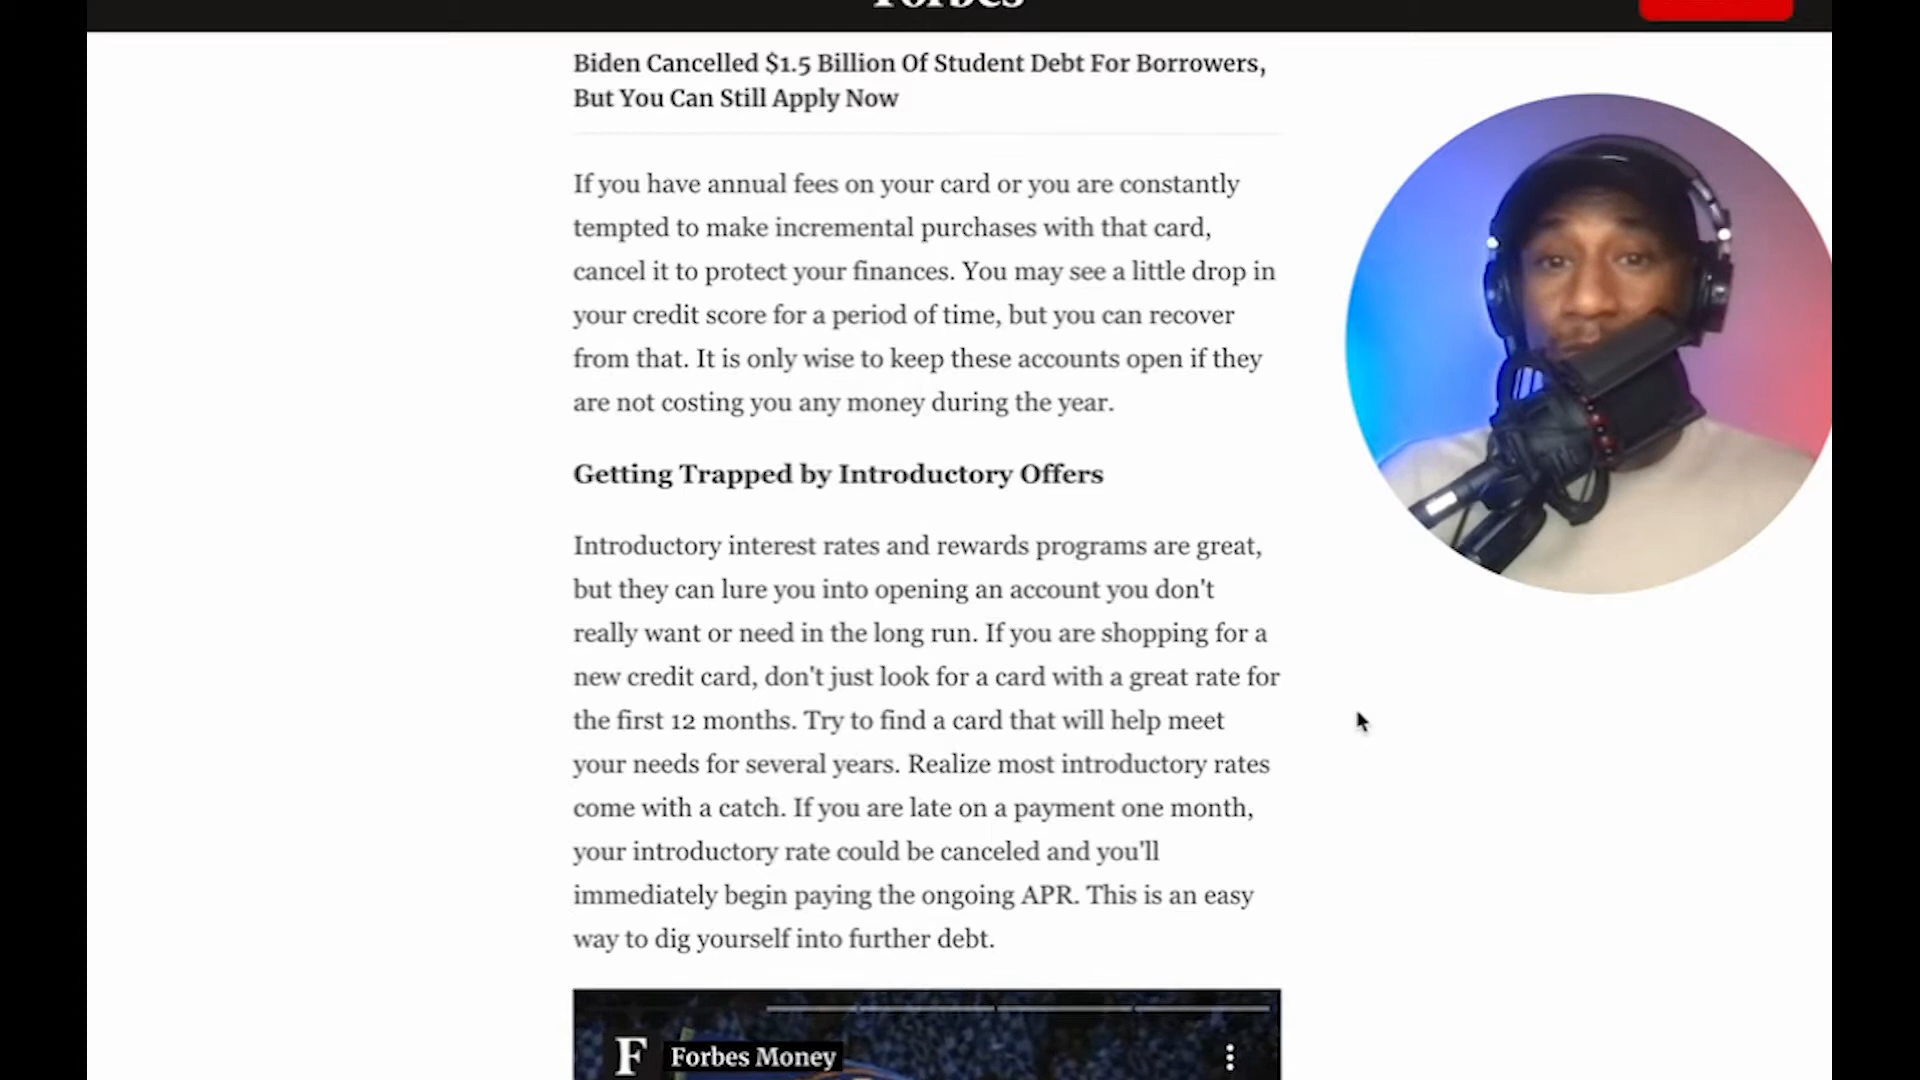 Forbes
Biden Cancelled $1.5 Billion Of Student Debt For Borrowers,
But You Can Still Apply Now
If you have annual fees on your card or you are constantly
tempted to make incremental purchases with that card,
cancel it to protect your finances. You may see a little drop in
your credit score for a period of time, but you can recover
from that. It is only wise to keep these accounts open if they
are not costing you any money during the year.
Getting Trapped by Introductory Offers
Introductory interest rates and rewards programs are great,
but they can lure you into opening an account you don't
really want or need in the long run. If you are shopping for a
new credit card, don't just look for a card with a great rate for
the first 12 months. Try to find a card that will help meet
your needs for several years. Realize most introductory rates
come with a catch. If you are late on a payment one month,
your introductory rate could be canceled and you'll
immediately begin paying the ongoing APR. This is an easy
way to dig yourself into further debt.
F Forbes Money